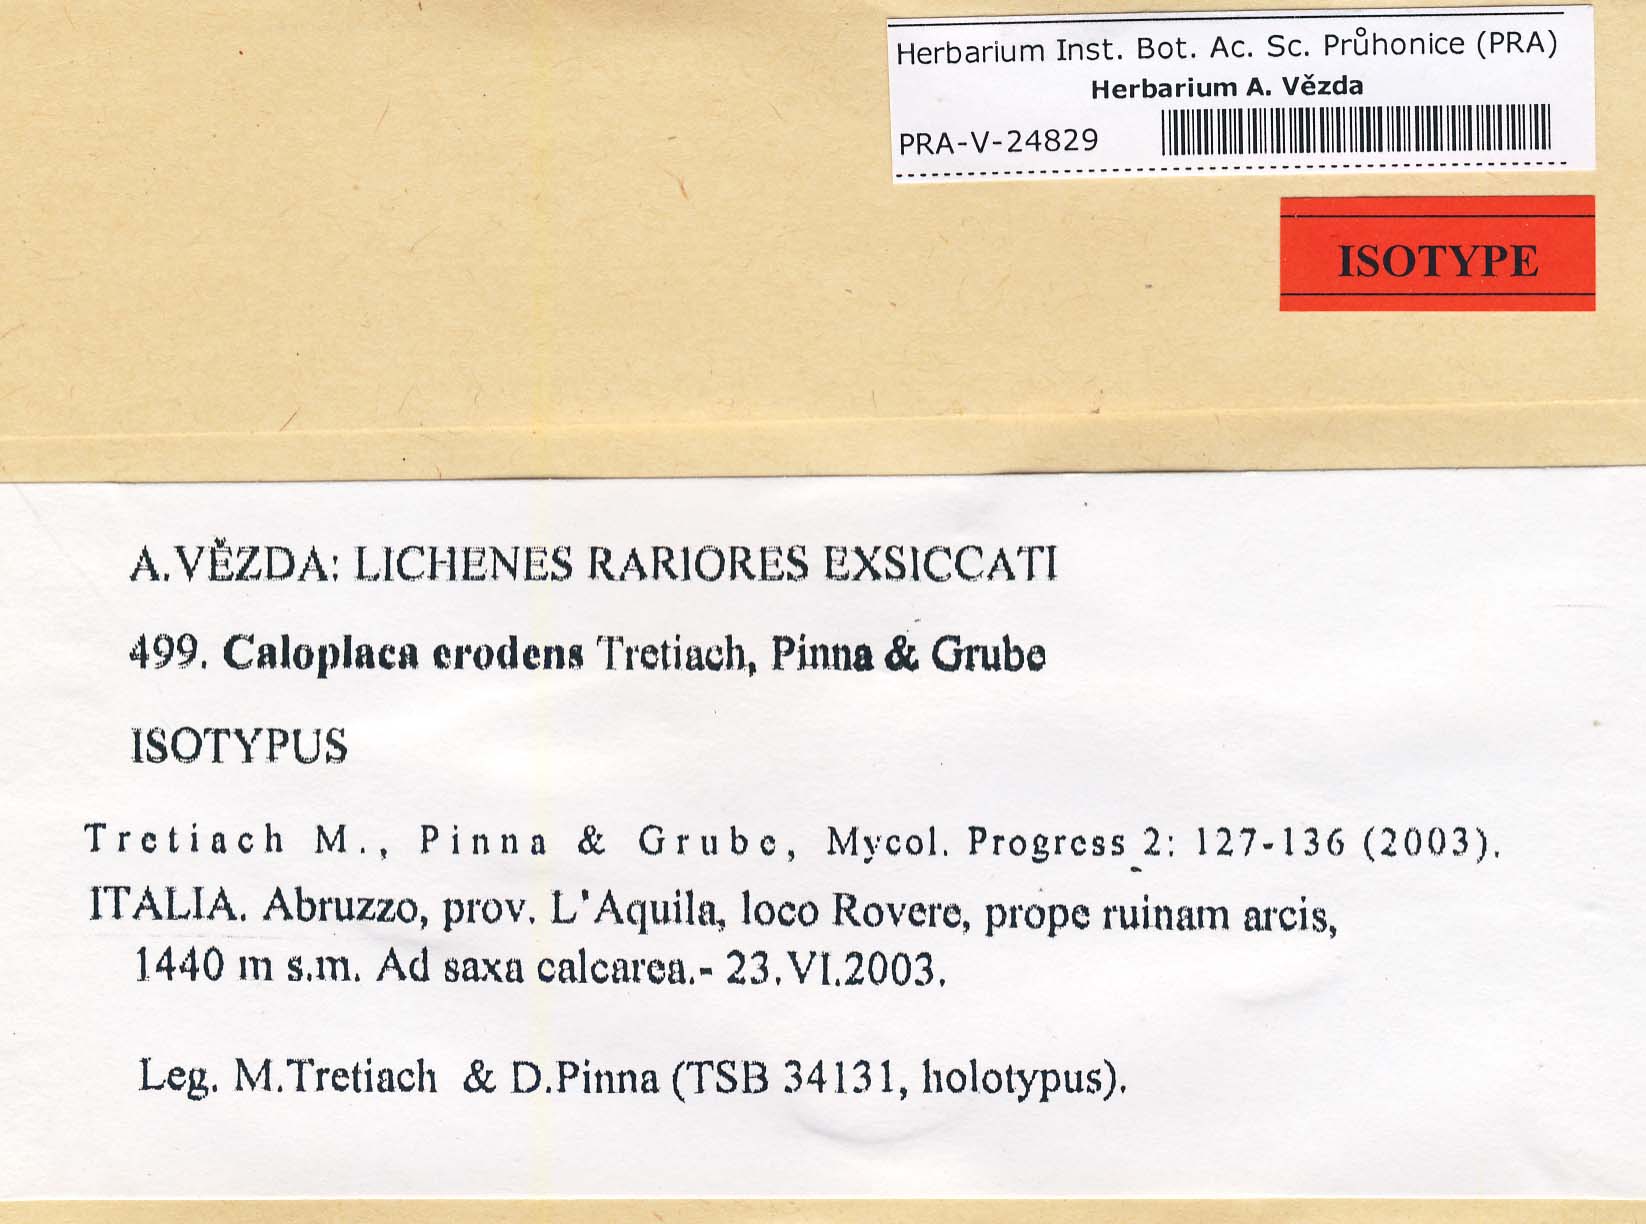 Herbarium Inst. Bot. Ac. Sc. Průhonice (PRA)
Herbarium A. Vězda
PRA-V-24829
ISOTYPE
A.VĚZDA: LICHENES RARIORES EXSICCATI
499. Caloplaca erodens Tretiach, Pinna & Grube
ISOTYPUS
Tretiach M., Pinna & Grube, Mycol. Progress 2: 127-136 (2003).
ITALIA. Abruzzo, prov. L'Aquila, loco Rovere, prope ruinam arcis,
1440 m s.m. Ad saxa calcarea.- 23.VI.2003.
Leg. M.Tretiach & D.Pinna (TSB 34131, holotypus).